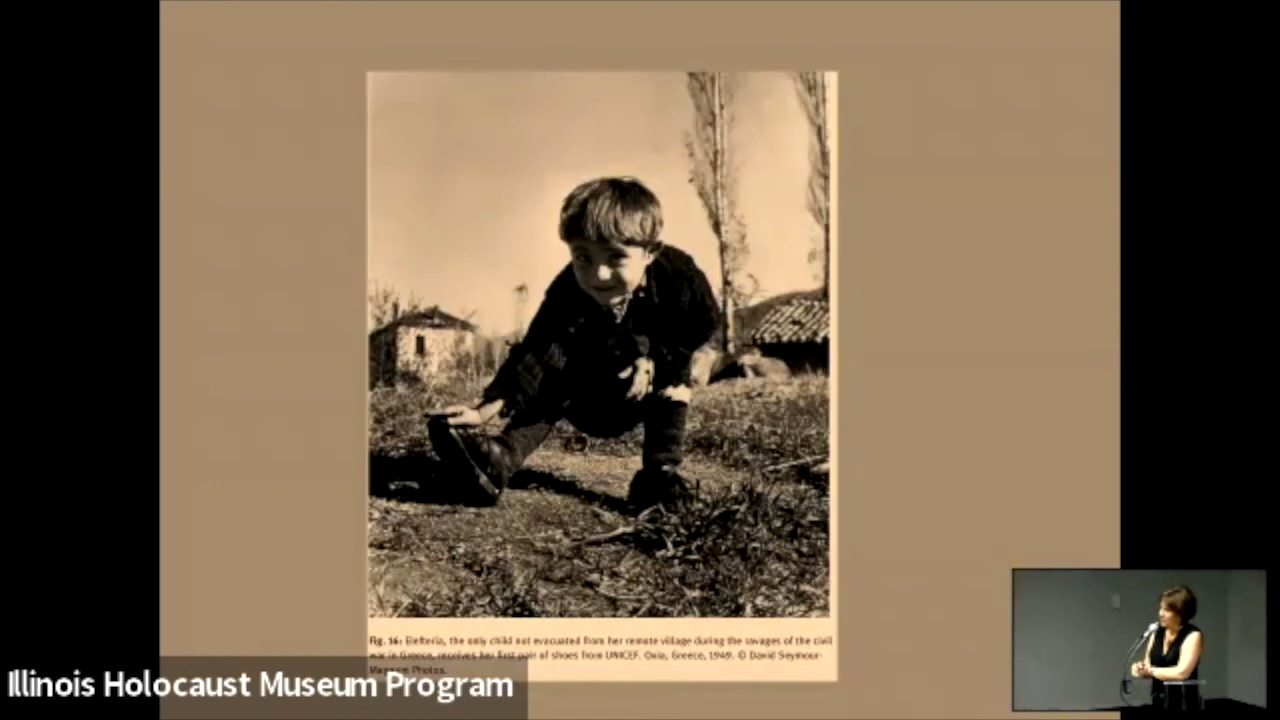 Fig. 16: Elefteria, the only child not evacuated from her remote village during the ravages of the civil
war in Greece, receives her first pair of shoes from UNICEF. Oxia, Greece, 1949. © David Seymour-
Magnum Photos.
Illinois Holocaust Museum Program